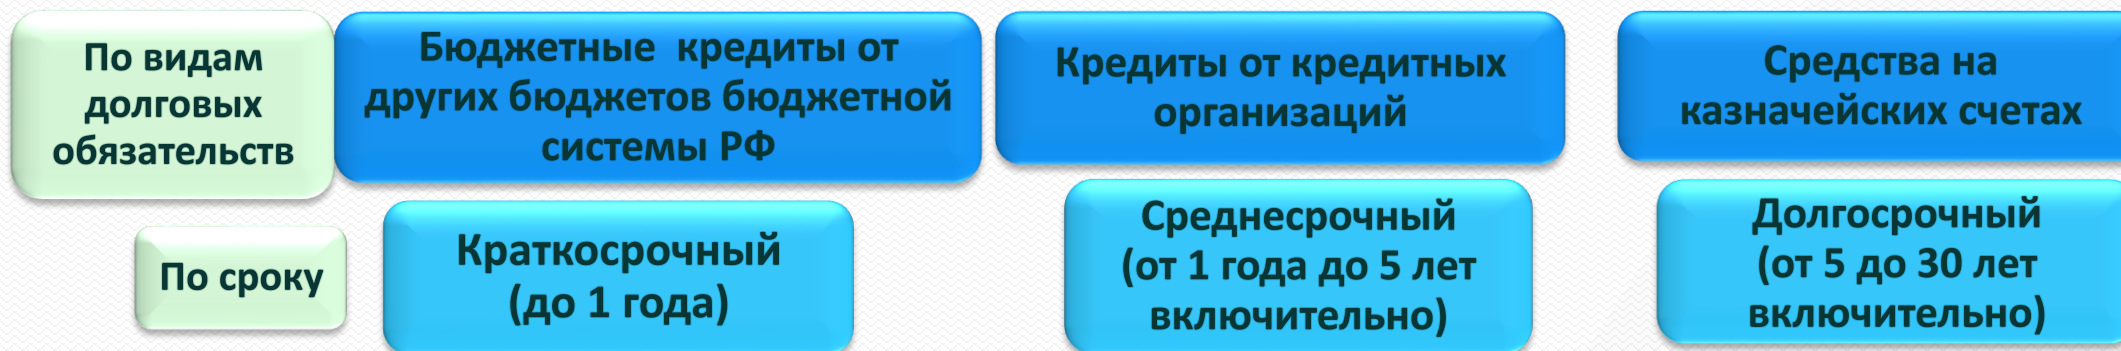 По видам
долговых
обязательств
Бюджетные кредиты от
других бюджетов бюджетной
системы РФ
Кредиты от кредитных
организаций
Средства на
казначейских счетах
По сроку
Краткосрочный
(до 1 года)
Среднесрочный
(от 1 года до 5 лет
включительно)
Долгосрочный
(от 5 до 30 лет
включительно)